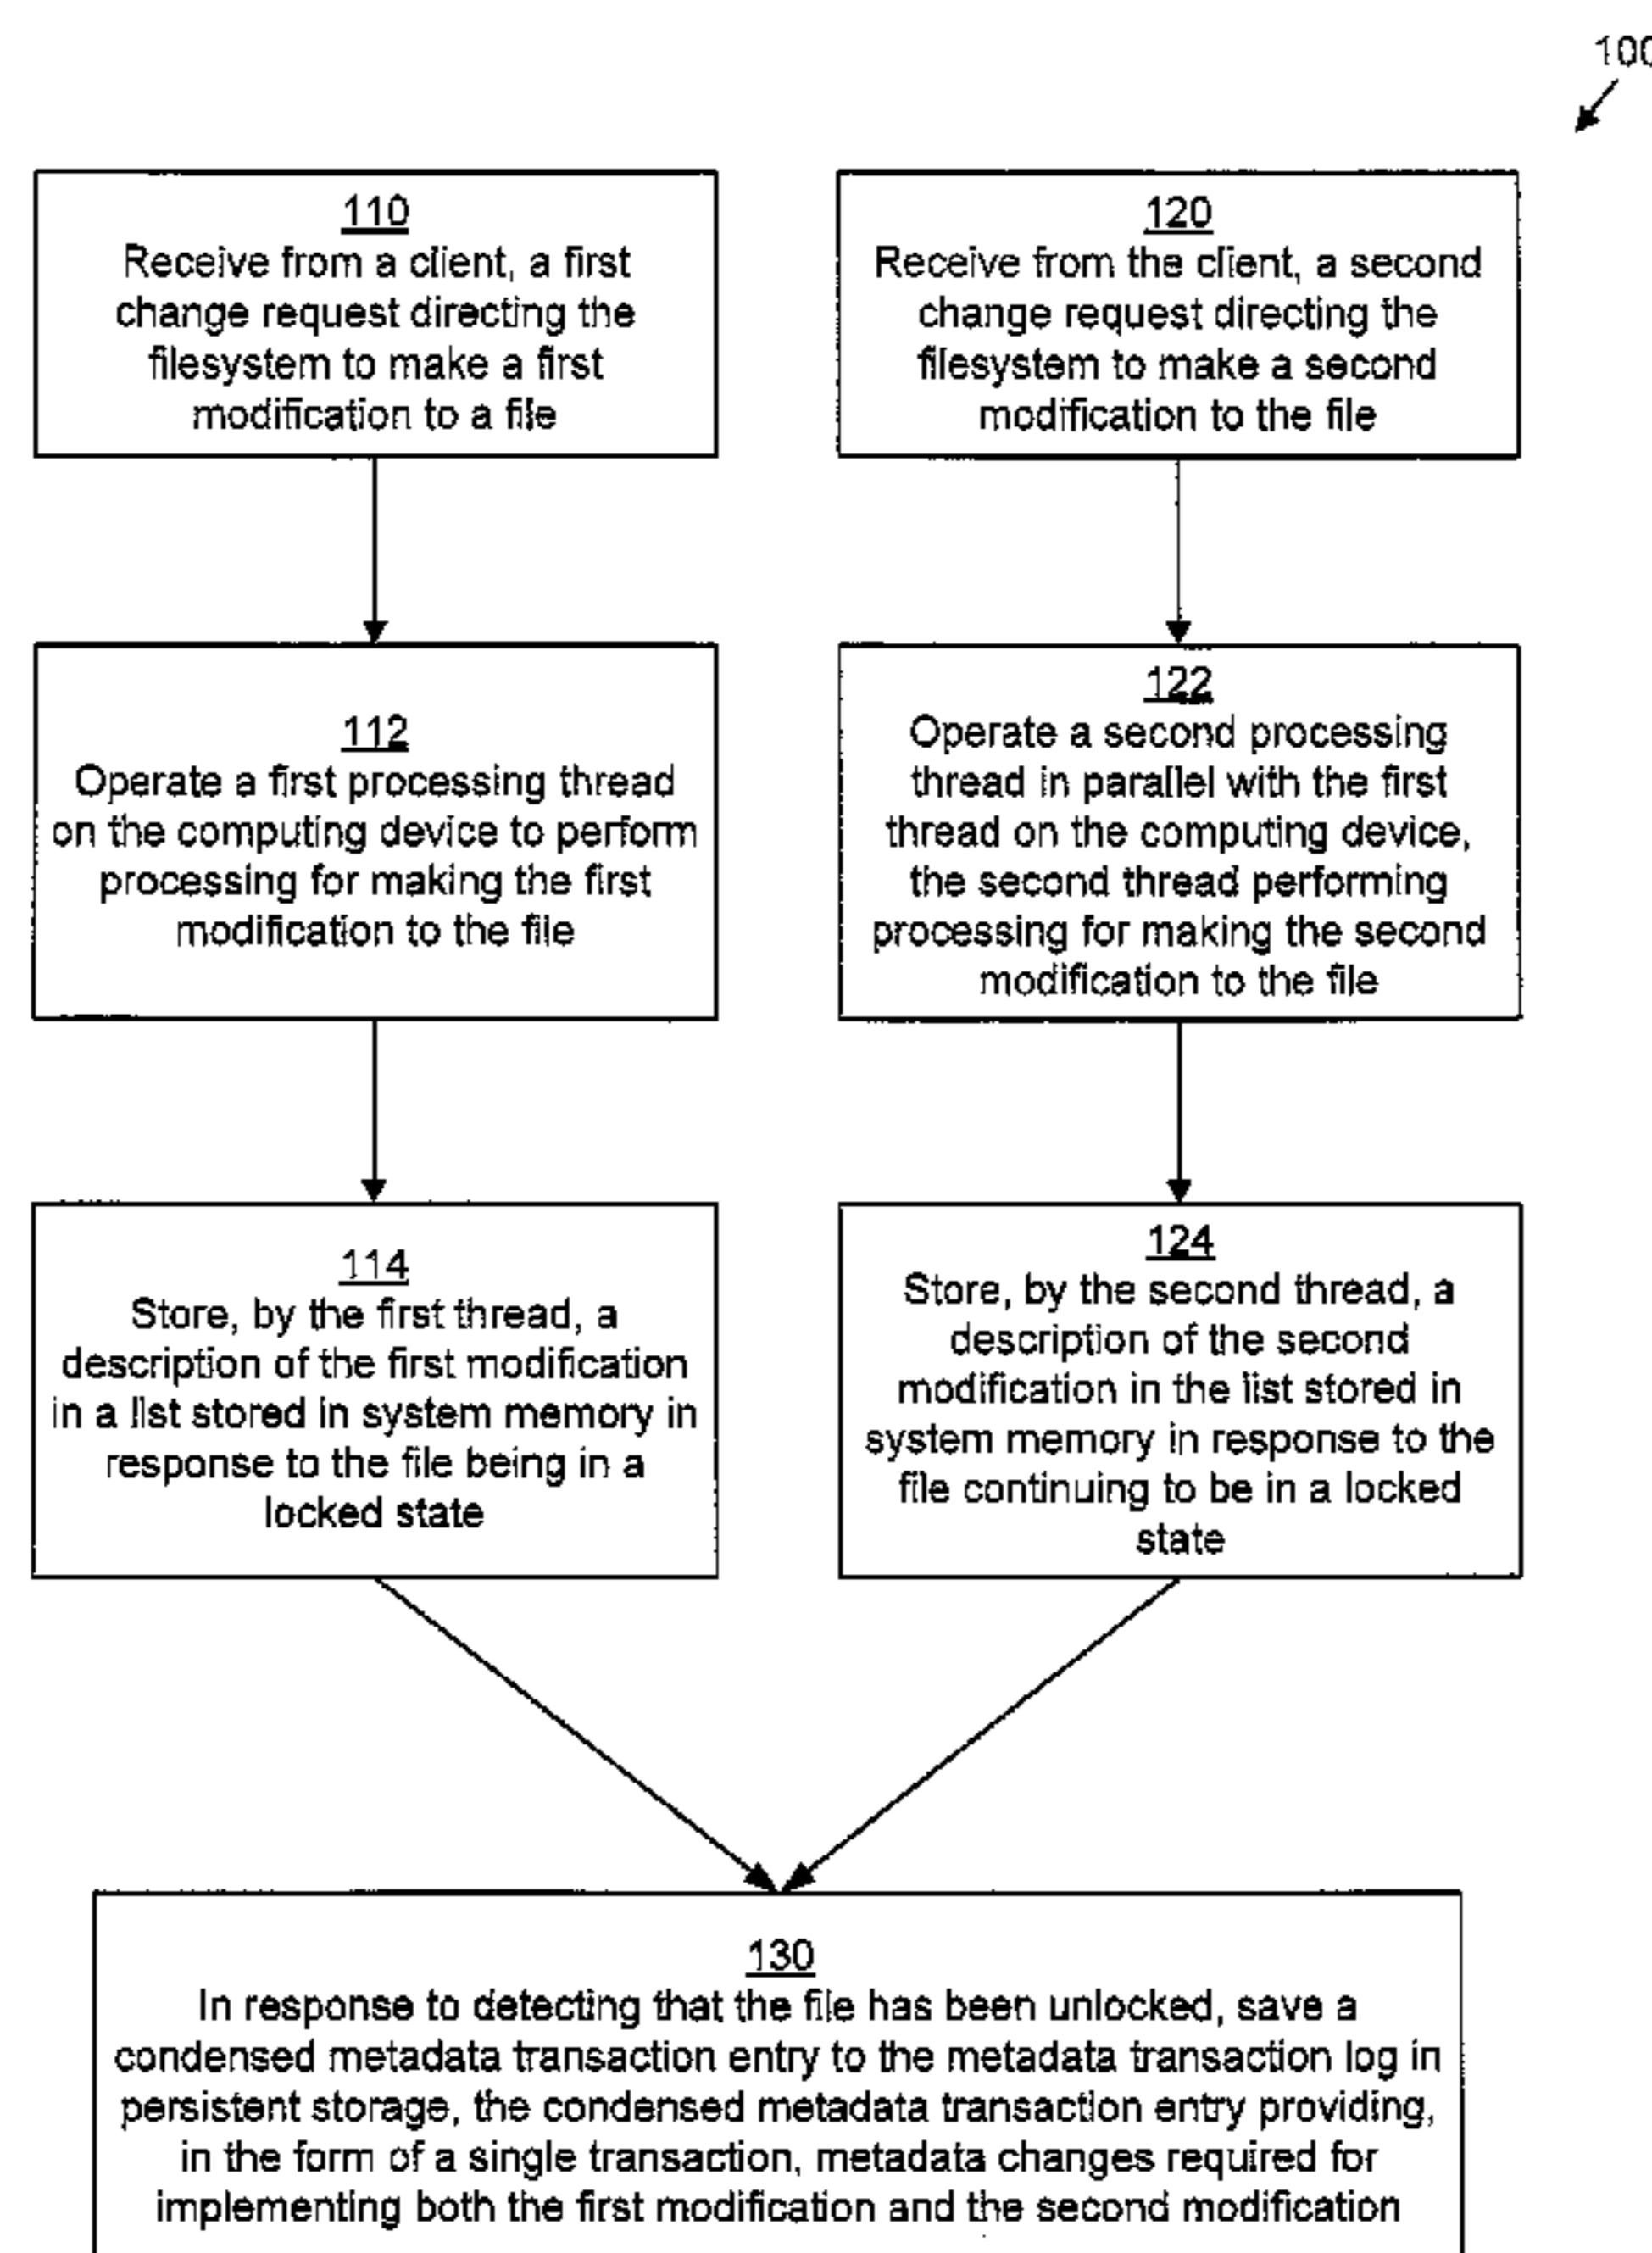 100
110
Receive from a client, a first
change request directing the
filesystem to make a first
modification to a file
120
Receive from the client, a second
change request directing the
filesystem to make a second
modification to the file
112
Operate a first processing thread
on the computing device to perform
processing for making the first
modification to the file
122
Operate a second processing
thread in parallel with the first
thread on the computing device,
the second thread performing
processing for making the second
modification to the file
114
Store, by the first thread, a
description of the first modification
in a list stored in system memory in
response to the file being in a
locked state
124
Store, by the second thread, a
description of the second
modification in the list stored in
system memory in response to the
file continuing to be in a locked
state
130
In response to detecting that the file has been unlocked, save a
condensed metadata transaction entry to the metadata transaction log in
persistent storage, the condensed metadata transaction entry providing,
in the form of a single transaction, metadata changes required for
implementing both the first modification and the second modification